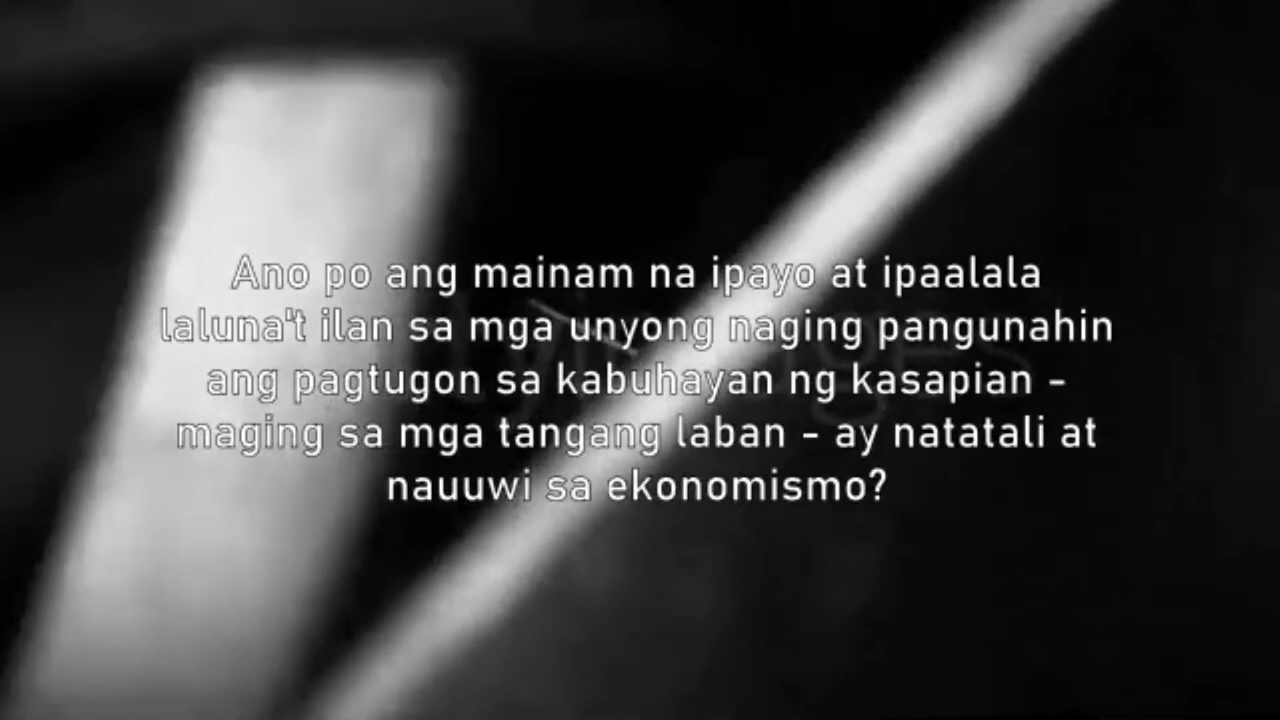 Ano po ang mainam na ipayo at ipaalala
laluna't ilan sa mga unyong naging pangunahin
ang pagtugon sa kabuhayan ng kasapian -
maging sa mga tangang laban - ay natatali at
nauuwi sa ekonomismo?